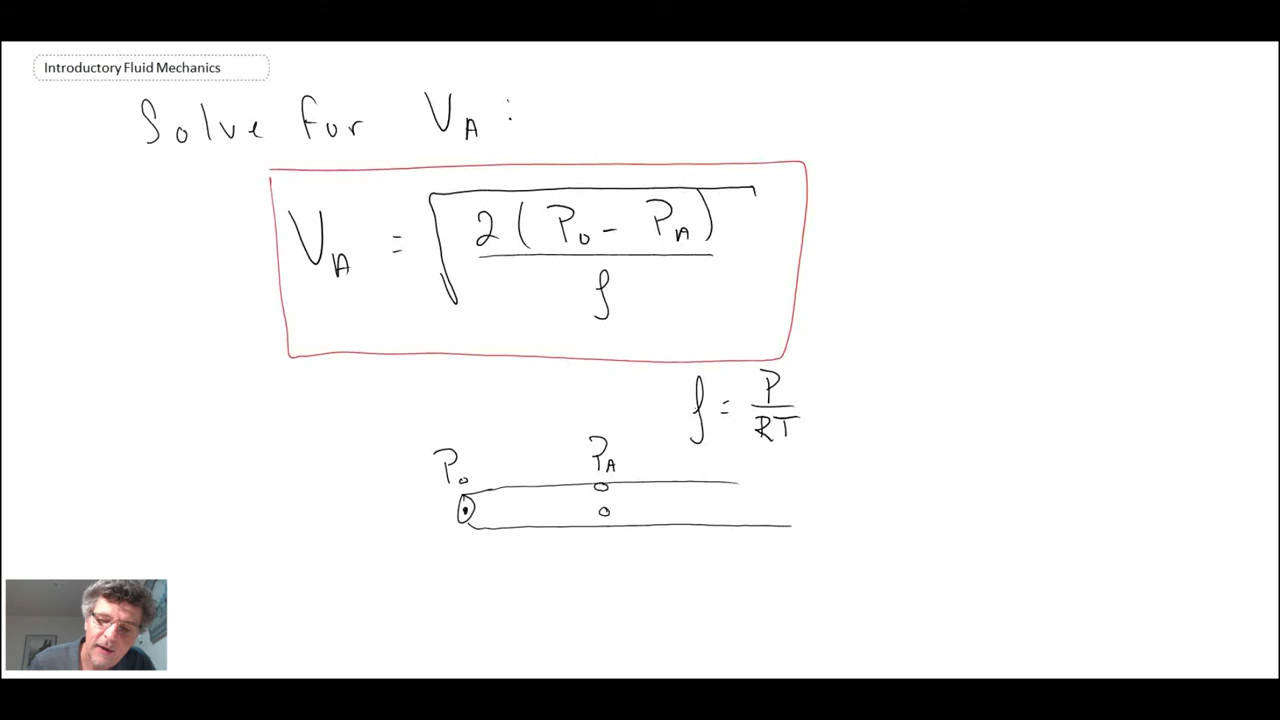 Introductory Fluid Mechanics
Solve for V_A :
V_A = √(2 (P_0 - P_A) / ρ)
ρ = P / RT
P_0 P_A